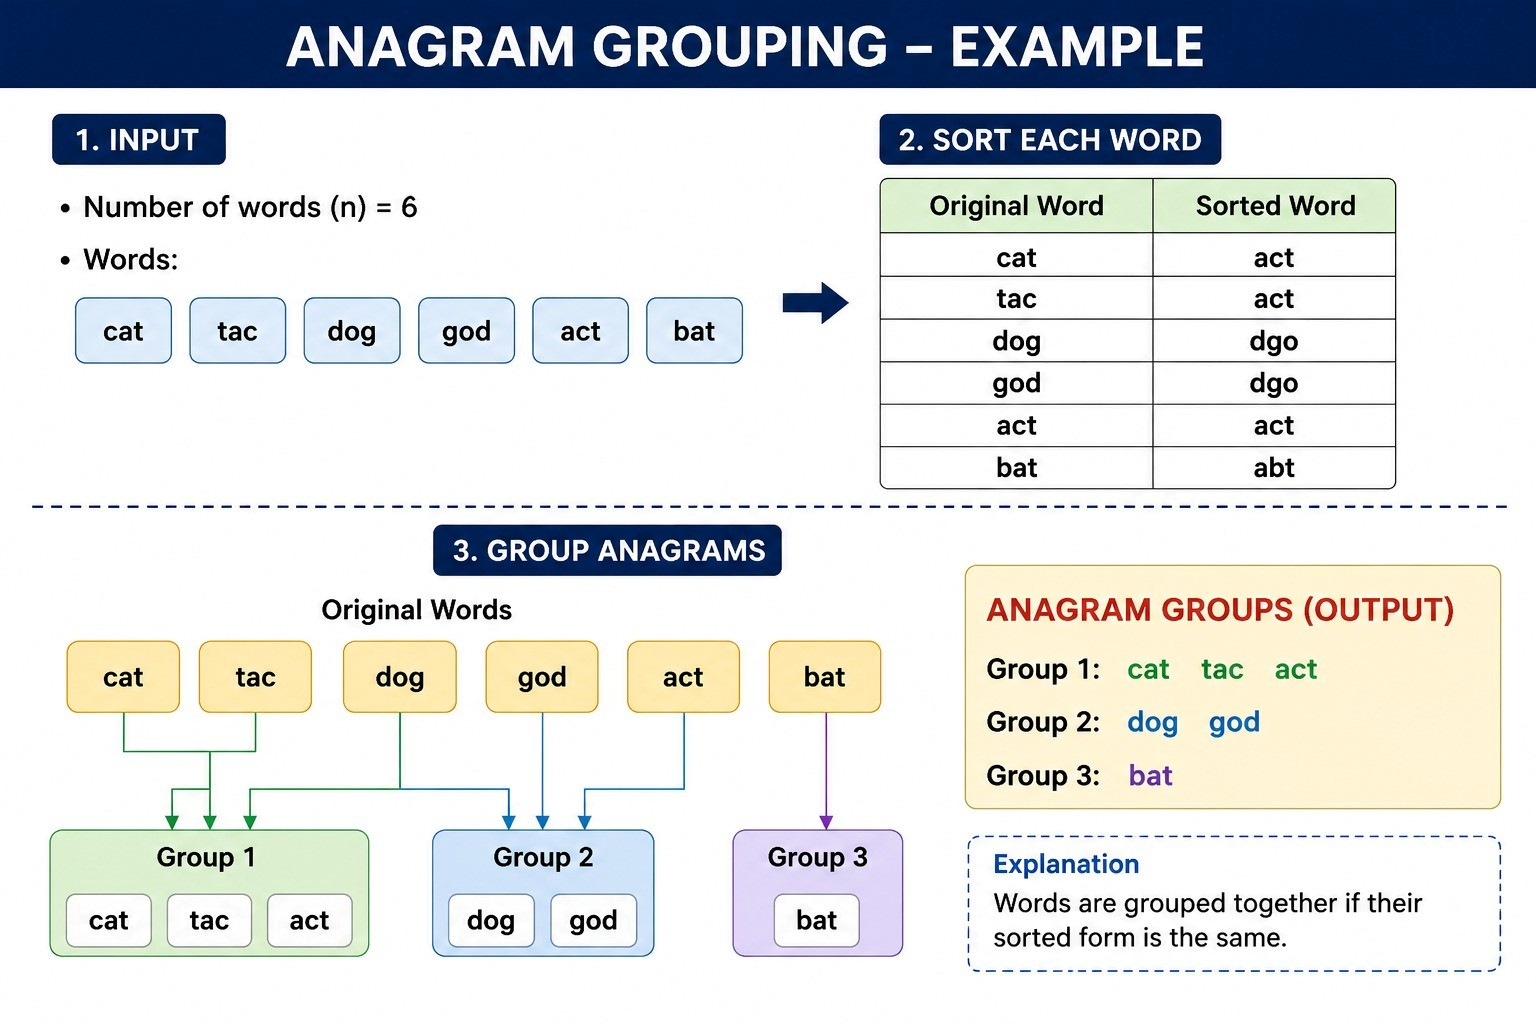 ANAGRAM GROUPING – EXAMPLE
1. INPUT
• Number of words (n) = 6
• Words:
cat tac dog god act bat
2. SORT EACH WORD
Original Word Sorted Word
cat act
tac act
dog dgo
god dgo
act act
bat abt
3. GROUP ANAGRAMS
Original Words
cat tac dog god act bat
Group 1 Group 2 Group 3
cat tac act dog god bat
ANAGRAM GROUPS (OUTPUT)
Group 1: cat tac act
Group 2: dog god
Group 3: bat
Explanation
Words are grouped together if their
sorted form is the same.